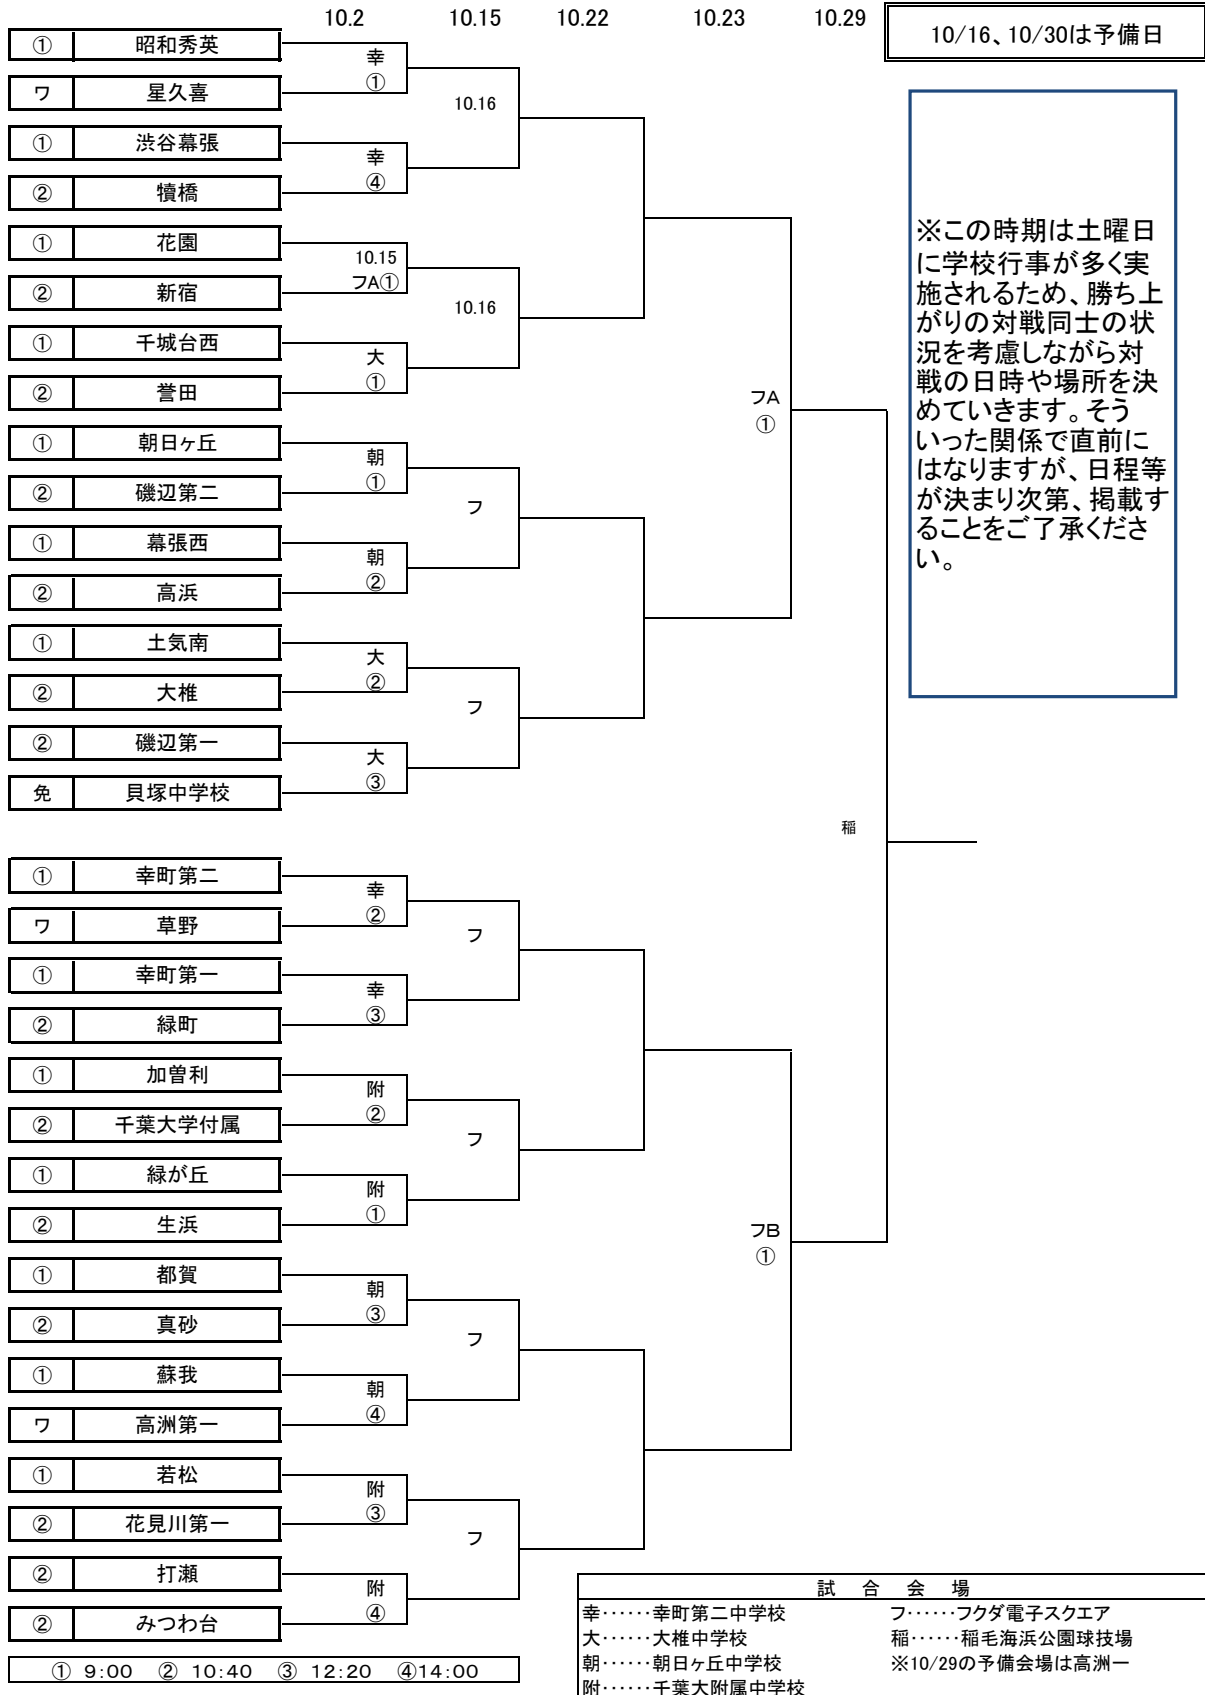 10.2 10.15 10.22 10.23 10.29
10/16、10/30は予備日
① 昭和秀英
幸
①
ワ 星久喜
10.16
① 渋谷幕張
幸
④
② 犢橋
① 花園
10.15
フA①
② 新宿
10.16
① 千城台西
大
①
② 誉田
① 朝日ヶ丘
朝
①
② 磯辺第二
フ
① 幕張西
朝
②
② 高浜
① 土気南
大
②
② 大椎
フ
② 磯辺第一
大
③
免 貝塚中学校
フA
①
※この時期は土曜日
に学校行事が多く実
施されるため、勝ち上
がりの対戦同士の状
況を考慮しながら対
戦の日時や場所を決
めていきます。そう
いった関係で直前に
はなりますが、日程等
が決まり次第、掲載す
ることをご了承くださ
い。
稲
① 幸町第二
幸
②
ワ 草野
フ
① 幸町第一
幸
③
② 緑町
① 加曽利
附
②
② 千葉大学付属
フ
① 緑が丘
附
①
② 生浜
フB
①
① 都賀
朝
③
② 真砂
フ
① 蘇我
朝
④
ワ 高洲第一
① 若松
附
③
② 花見川第一
フ
② 打瀬
附
④
② みつわ台
① 9:00 ② 10:40 ③ 12:20 ④14:00
試 合 会 場
幸‥‥‥幸町第二中学校 フ‥‥‥フクダ電子スクエア
大‥‥‥大椎中学校 稲‥‥‥稲毛海浜公園球技場
朝‥‥‥朝日ヶ丘中学校 ※10/29の予備会場は高洲一
附‥‥‥千葉大附属中学校